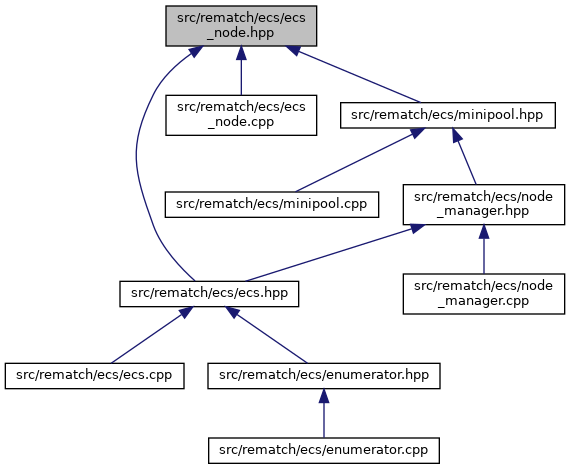 src/rematch/ecs/ecs
_node.hpp
src/rematch/ecs/ecs
_node.cpp
src/rematch/ecs/minipool.hpp
src/rematch/ecs/minipool.cpp
src/rematch/ecs/node
_manager.hpp
src/rematch/ecs/ecs.hpp
src/rematch/ecs/node
_manager.cpp
src/rematch/ecs/ecs.cpp
src/rematch/ecs/enumerator.hpp
src/rematch/ecs/enumerator.cpp